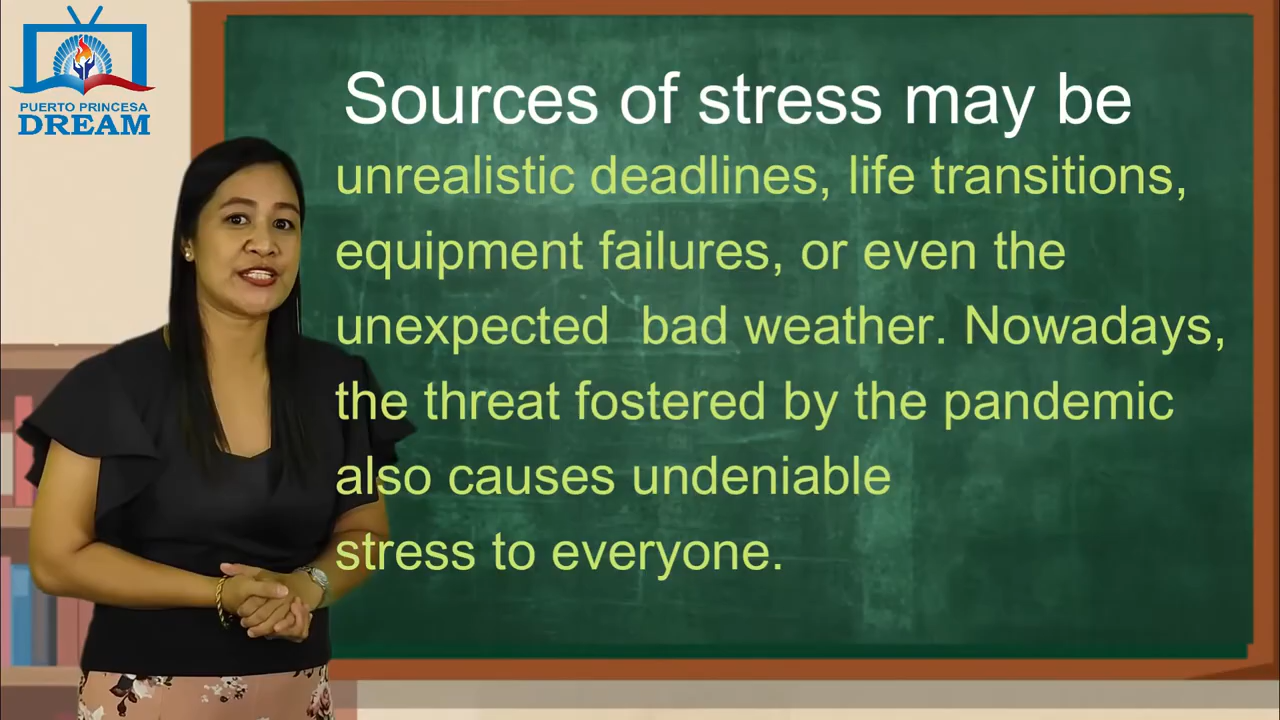 PUERTO PRINCESA
DREAM
Sources of stress may be
unrealistic deadlines, life transitions,
equipment failures, or even the
unexpected bad weather. Nowadays,
the threat fostered by the pandemic
also causes undeniable
stress to everyone.